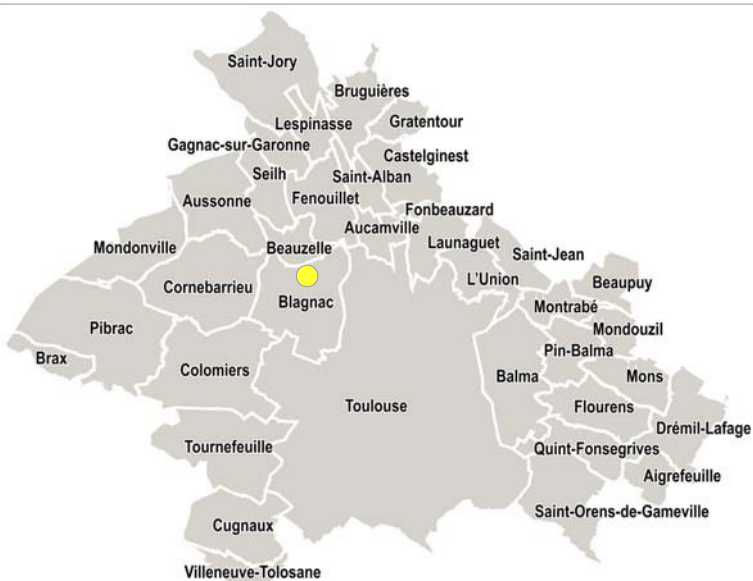 Saint-Jory
Bruguières
Lespinasse
Gratentour
Gagnac-sur-Garonne
Castelginest
Seilh
Saint-Alban
Aussonne
Fenouillet
Fonbeauzard
Aucamville
Mondonville
Beauzelle
Launaguet
Saint-Jean
Cornebarrieu
L'Union
Beaupuy
Blagnac
Montrabé
Pibrac
Mondouzil
Pin-Balma
Brax
Colomiers
Balma
Mons
Toulouse
Flourens
Drémil-Lafage
Tournefeuille
Quint-Fonsegrives
Aigrefeuille
Saint-Orens-de-Gameville
Cugnaux
Villeneuve-Tolosane